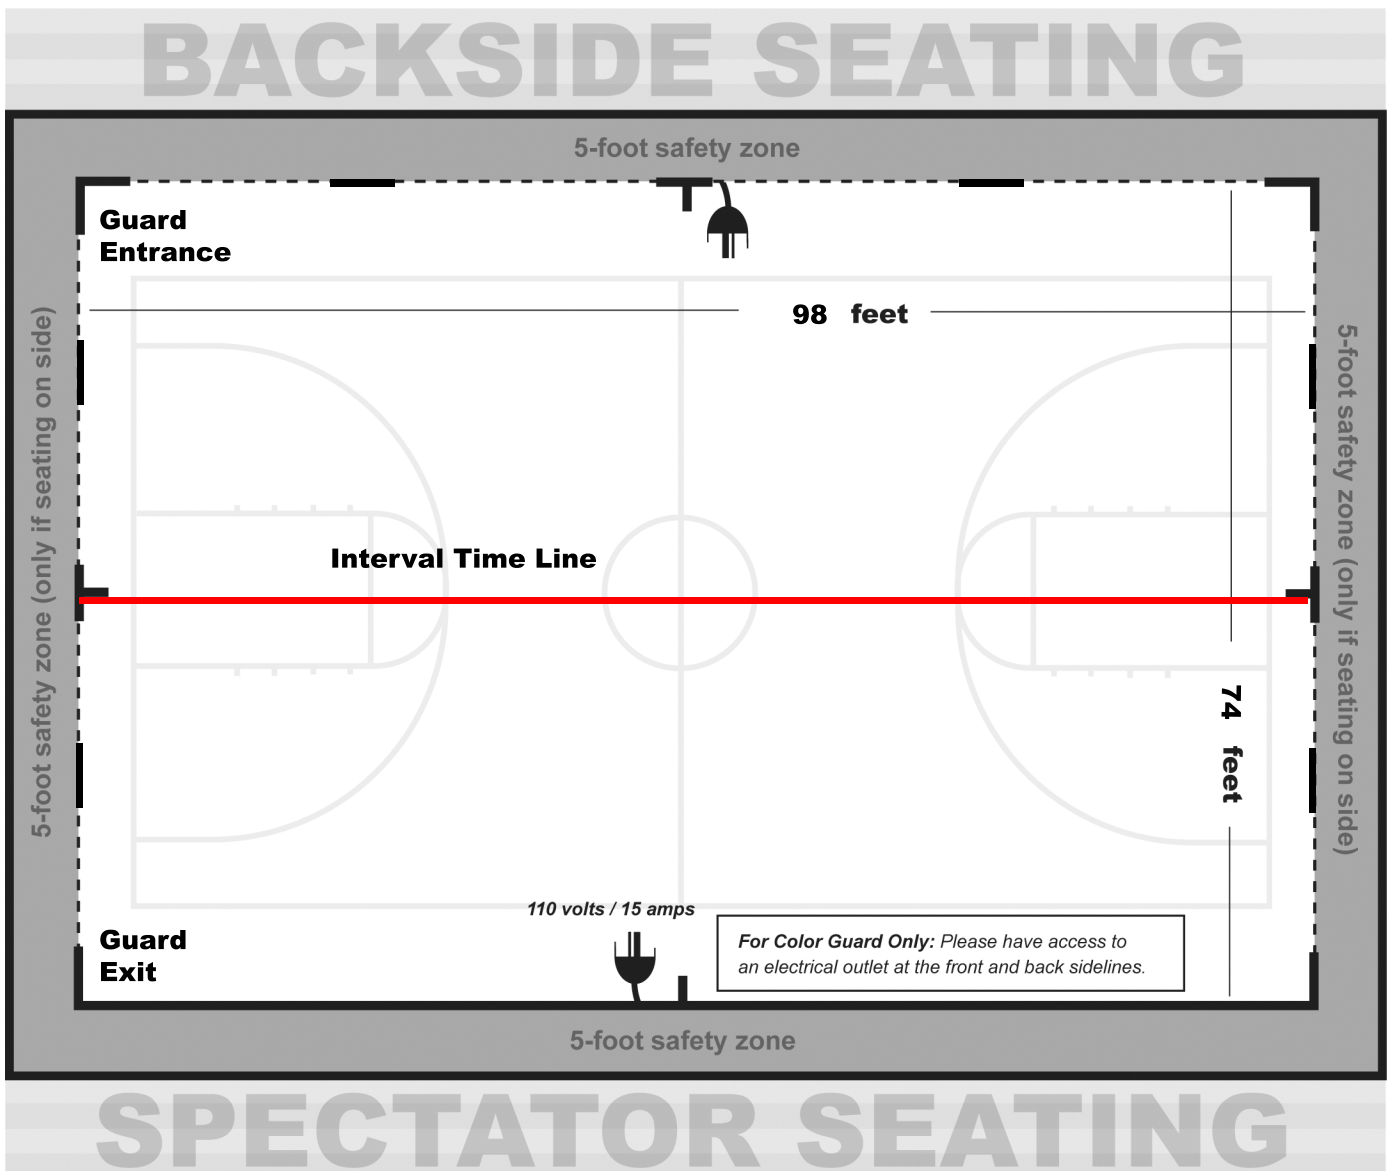 BACKSIDE SEATING
5-foot safety zone
Guard
Entrance
98 feet
5-foot safety zone (only if seating on side)
5-foot safety zone (only if seating on side)
Interval Time Line
74 feet
110 volts / 15 amps
For Color Guard Only: Please have access to
an electrical outlet at the front and back sidelines.
Guard
Exit
5-foot safety zone
SPECTATOR SEATING